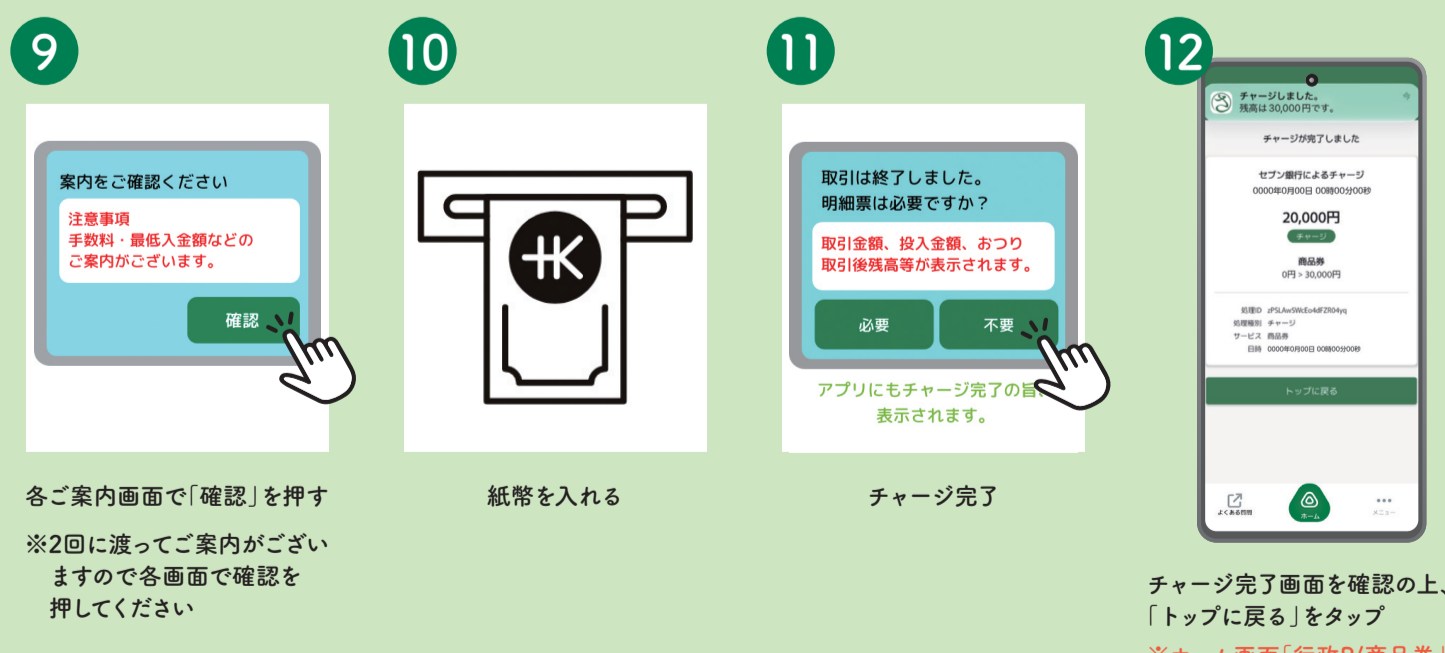 9
案内をご確認ください
注意事項
手数料・最低入金額などの
ご案内がございます。
確認
各ご案内画面で「確認」を押す
※2回に渡ってご案内がござい
ますので各画面で確認を
押してください
10
HK
紙幣を入れる
11
取引は終了しました。
明細票は必要ですか？
取引金額、投入金額、おつり
取引後残高等が表示されます。
必要
不要
アプリにもチャージ完了の旨、
表示されます。
チャージ完了
12
チャージしました。
今
残高は30,000円です。
チャージが完了しました
セブン銀行によるチャージ
0000年0月00日 00時00分00秒
20,000円
チャージ
商品券
0円 > 30,000円
処理ID
処理種別 チャージ
サービス 商品券
日時 0000年0月00日 00時00分00秒
トップに戻る
よくある質問
ホーム
メニュー
チャージ完了画面を確認の上、
「トップに戻る」をタップ